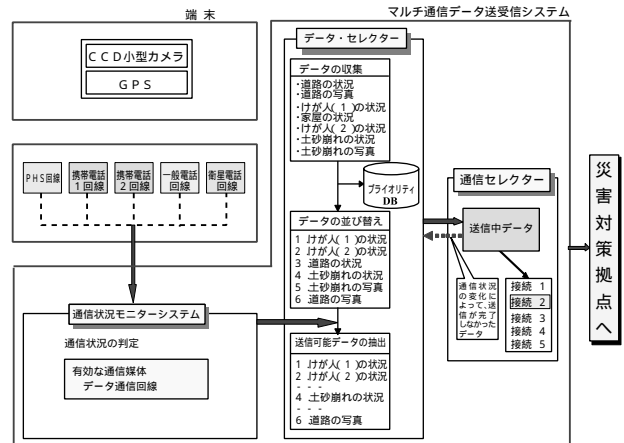 端 末
マルチ通信データ送受信システム
CCD小型カメラ
GPS
PHS回線
携帯電話
1回線
携帯電話
2回線
一般電話
回線
衛星電話
回線
通信状況モニターシステム
通信状況の判定
有効な通信媒体
データ通信回線
データ・セレクター
データの収集
・道路の状況
・道路の写真
・けが人(1)の状況
・家屋の状況
・けが人(2)の状況
・土砂崩れの状況
・土砂崩れの写真
プライオリティ
DB
データの並び替え
1.けが人(1)の状況
2.けが人(2)の状況
3.道路の状況
4.土砂崩れの状況
5.土砂崩れの写真
6.道路の写真
送信可能データの抽出
1.けが人(1)の状況
2.けが人(2)の状況
- - -
4.土砂崩れの状況
- - -
6.道路の写真
通信セレクター
送信中データ
通信状況
の変化に
よって、送
信が完了
しなかった
データ
接続 1
接続 2
接続 3
接続 4
接続 5
災害対策拠点へ